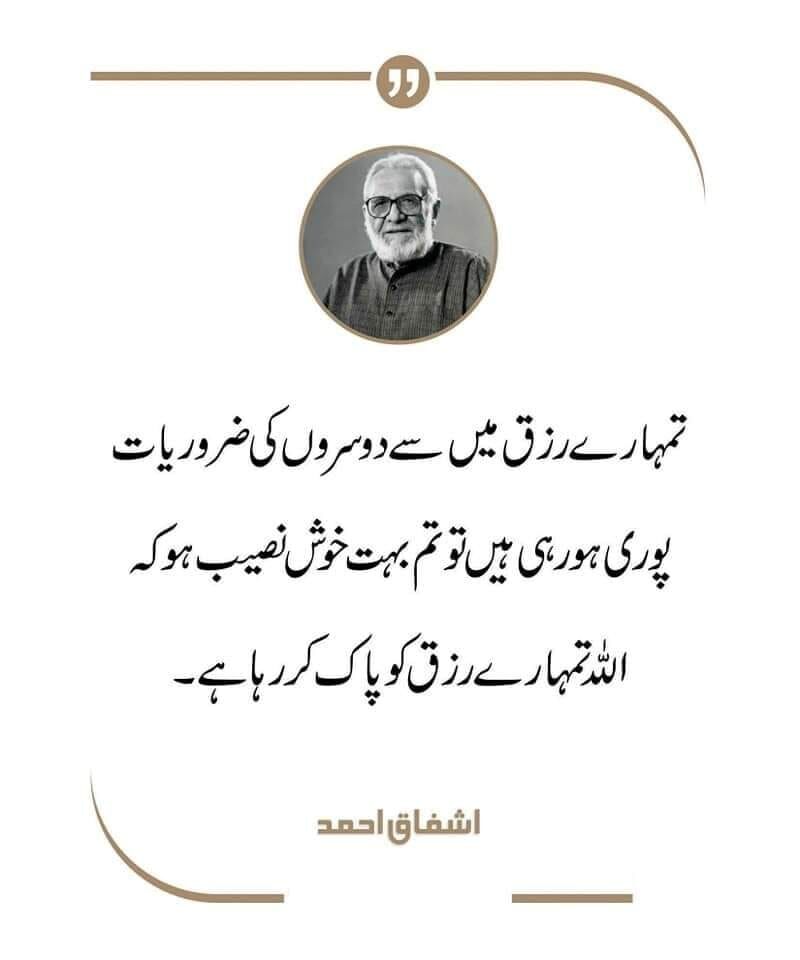 تمہارے رزق میں سے دوسروں کی ضروریات
پوری ہو رہی ہیں تو تم بہت خوش نصیب ہو کہ
اللہ تمہارے رزق کو پاک کر رہا ہے۔
اشفاق احمد